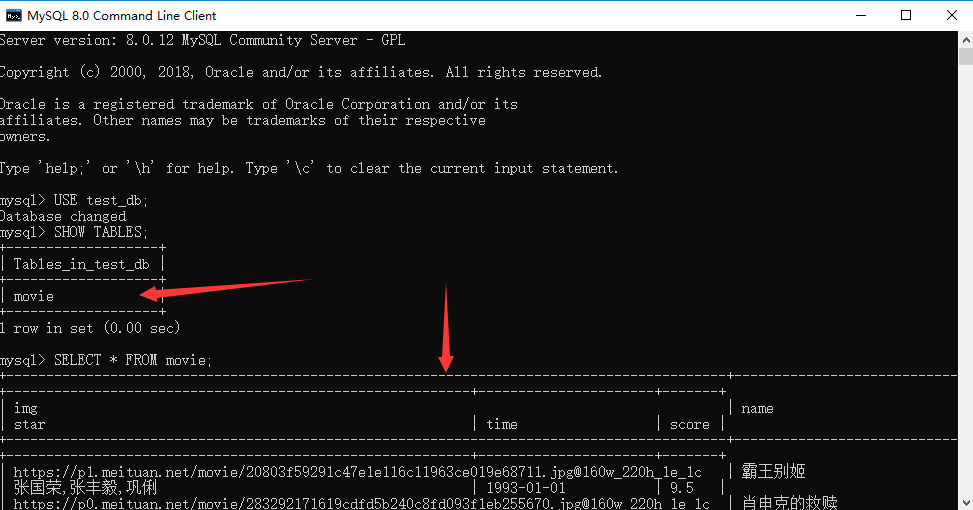 MySQL 8.0 Command Line Client
Server version: 8.0.12 MySQL Community Server - GPL
Copyright (c) 2000, 2018, Oracle and/or its affiliates. All rights reserved.
Oracle is a registered trademark of Oracle Corporation and/or its
affiliates. Other names may be trademarks of their respective
owners.
Type 'help;' or '\h' for help. Type '\c' to clear the current input statement.
mysql> USE test_db;
Database changed
mysql> SHOW TABLES;
+-------------------+
| Tables_in_test_db |
+-------------------+
| movie
+-------------------+
1 row in set (0.00 sec)
mysql> SELECT * FROM movie;
| img | name
| star | time | score |
| https://p1.meituan.net/movie/20803f59291c47e1e116c11963ce019e68711.jpg@160w_220h_1e_1c | 霸王别姬
张国荣,张丰毅,巩俐 | 1993-01-01 | 9.5 |
| https://p0.meituan.net/movie/283292171619cdfd5b240c8fd093f1eb255670.jpg@160w_220h_1e_1c | 肖申克的救赎